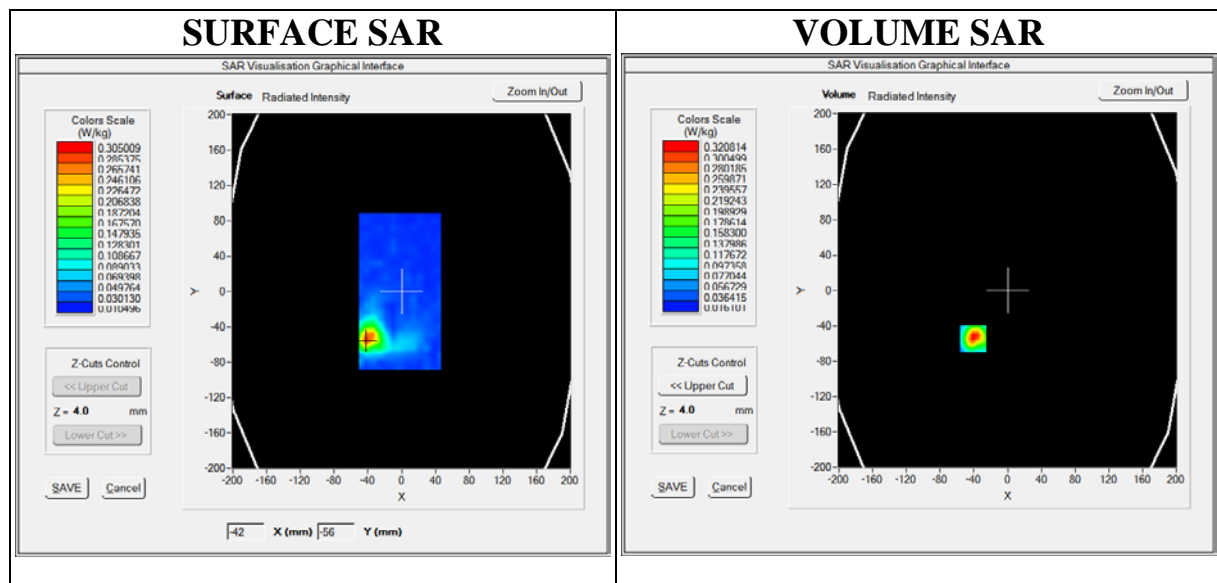 SURFACE SAR
SAR Visualisation Graphical Interface
Surface Radiated Intensity
Zoom In/Out
Colors Scale
(W/kg)
0.305009
0.285375
0.265741
0.246106
0.226472
0.206838
0.187204
0.167570
0.147935
0.128301
0.108667
0.089033
0.069398
0.049764
0.030130
0.010496
Z-Cuts Control
<< Upper Cut
Z = 4.0 mm
Lower Cut >>
SAVE Cancel
200
160
120
80
40
0
-40
-80
-120
-160
-200
Y
-200 -160 -120 -80 -40 0 40 80 120 160 200
X
-42 X (mm) -56 Y (mm)
VOLUME SAR
SAR Visualisation Graphical Interface
Volume Radiated Intensity
Zoom In/Out
Colors Scale
(W/kg)
0.320814
0.300499
0.280185
0.259871
0.239557
0.219243
0.198929
0.178614
0.158300
0.137986
0.117672
0.097358
0.077044
0.056729
0.036415
0.016101
Z-Cuts Control
<< Upper Cut
Z = 4.0 mm
Lower Cut >>
SAVE Cancel
200
160
120
80
40
0
-40
-80
-120
-160
-200
Y
-200 -160 -120 -80 -40 0 40 80 120 160 200
X